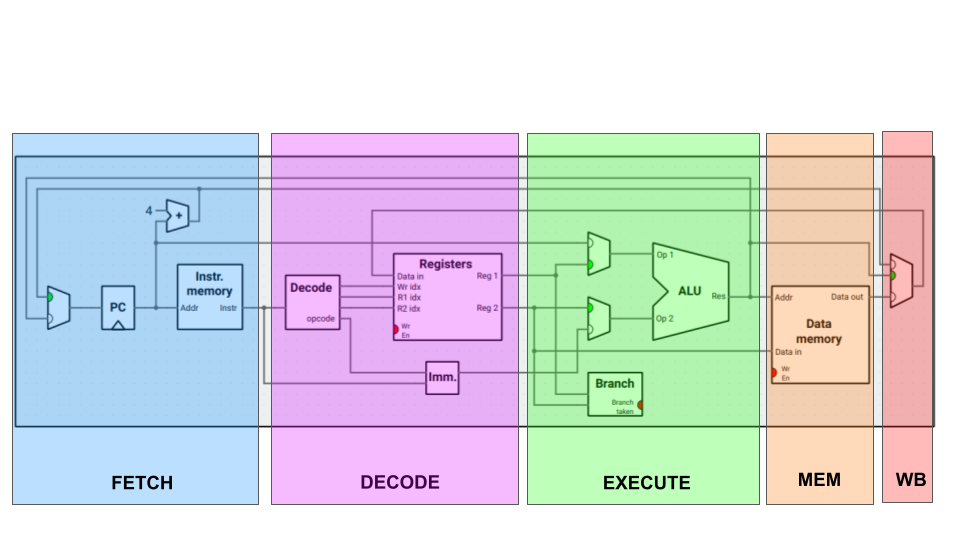 4
+
PC
Instr.
memory
Addr
Instr
Decode
opcode
Registers
Data in
Wr idx
R1 idx
R2 idx
Wr
En
Reg 1
Reg 2
Imm.
Op 1
Op 2
ALU
Res
Branch
Branch
taken
Addr
Data out
Data
memory
Data in
Wr
En
FETCH
DECODE
EXECUTE
MEM
WB